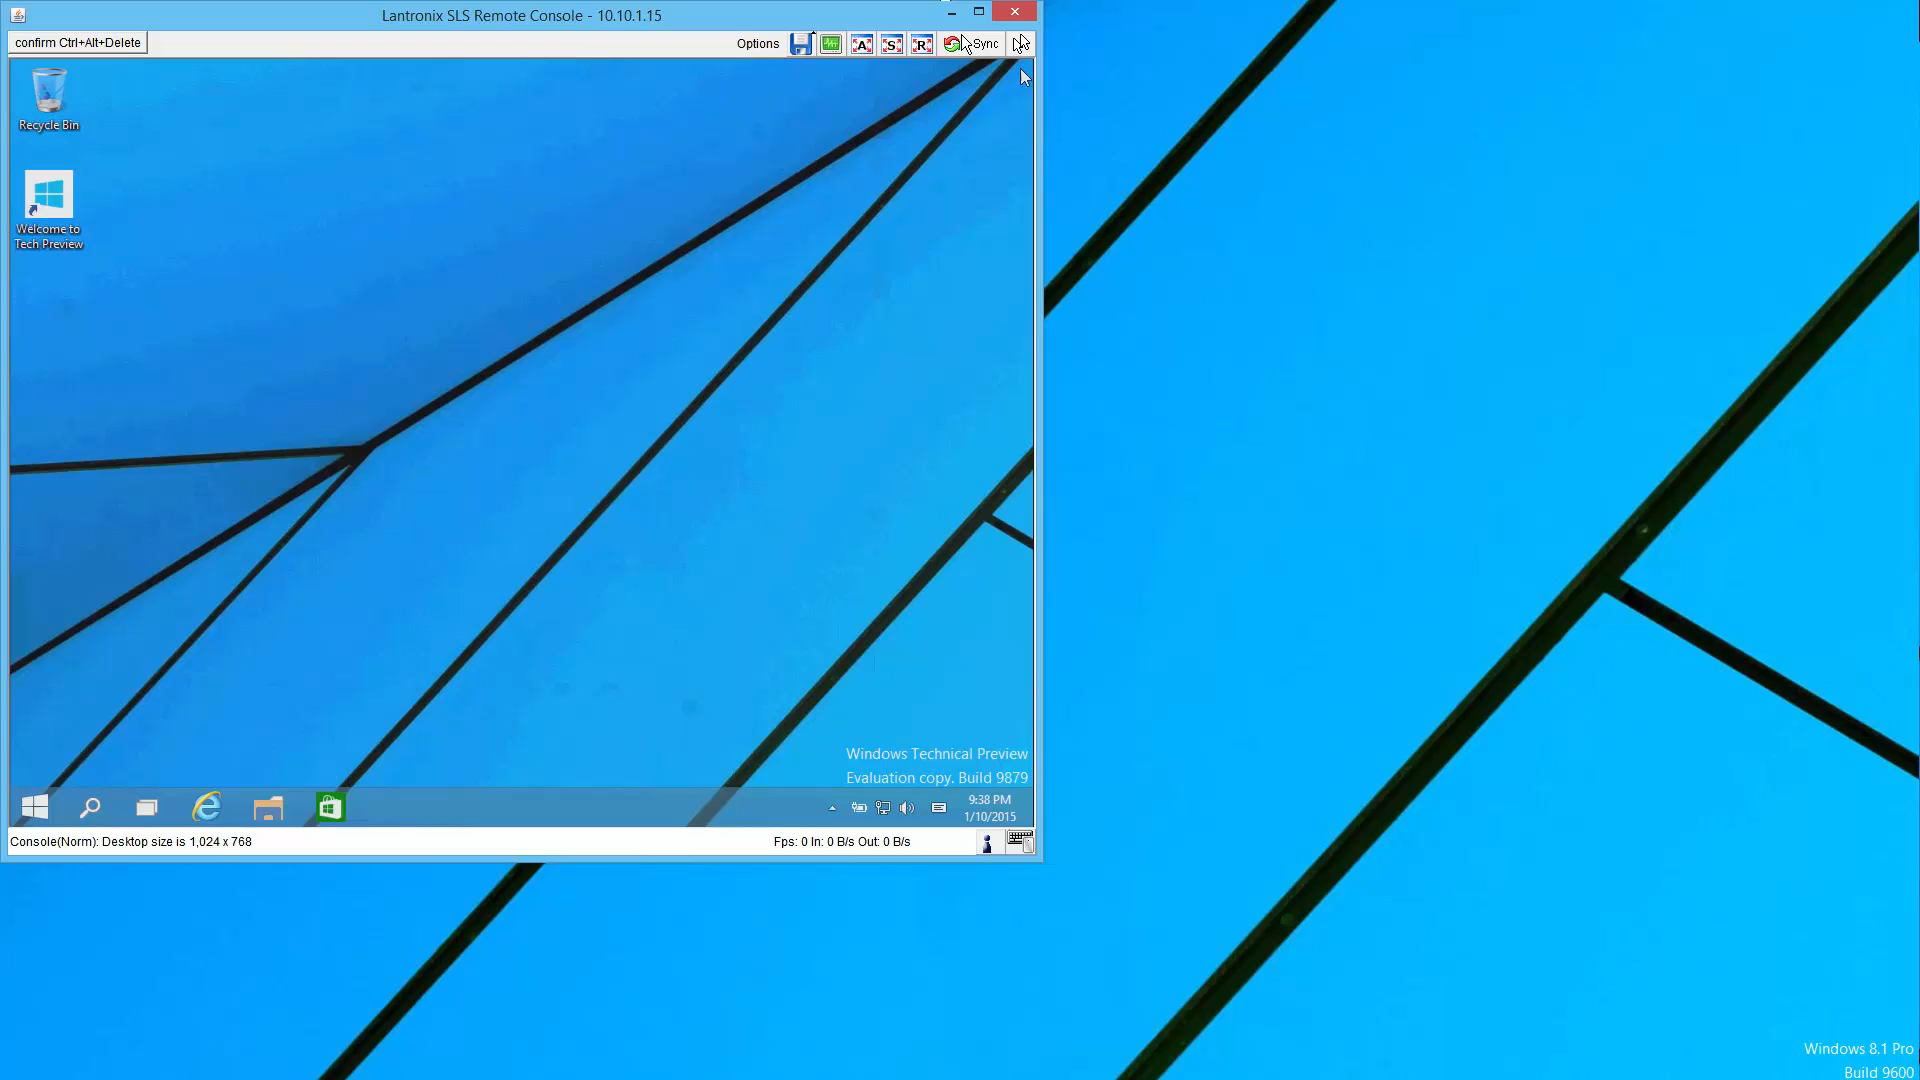 Lantronix SLS Remote Console - 10.10.1.15
confirm Ctrl+Alt+Delete
Options
A
S
R
Sync
Recycle Bin
Welcome to
Tech Preview
Windows Technical Preview
Evaluation copy. Build 9879
9:38 PM
1/10/2015
Console(Norm): Desktop size is 1,024 x 768
Fps: 0 In: 0 B/s Out: 0 B/s
Windows 8.1 Pro
Build 9600